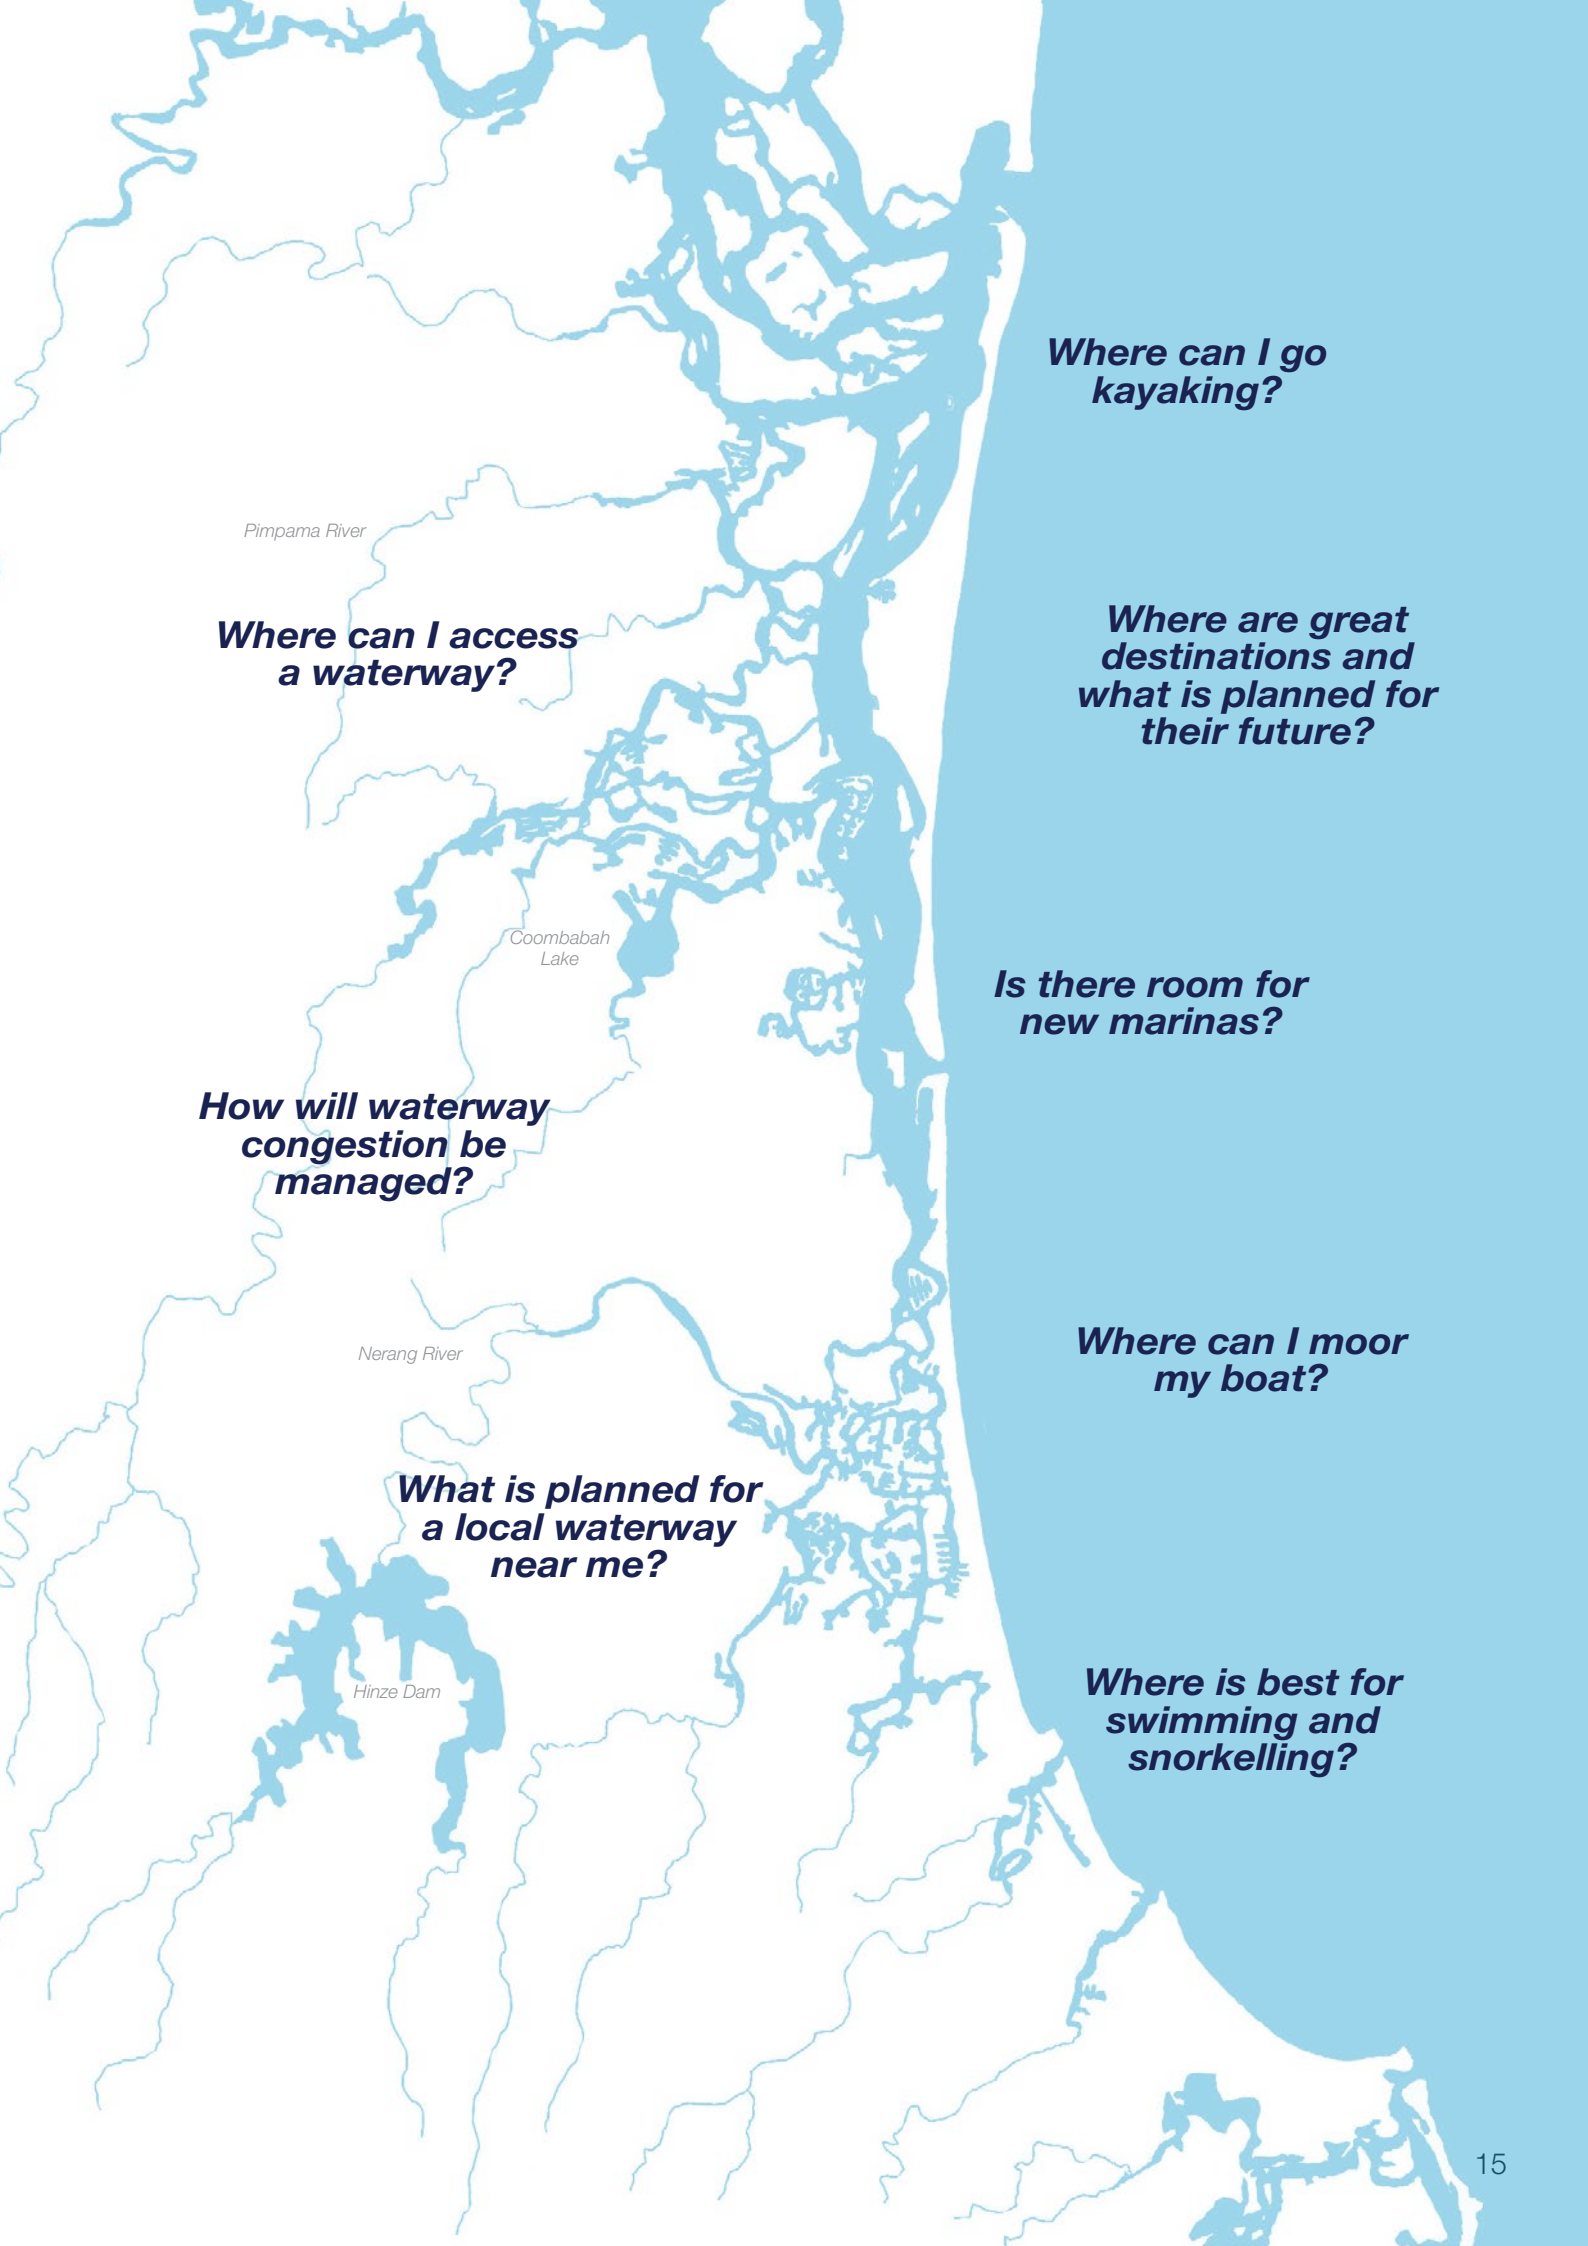 Where can I go
kayaking?
Pimpama River
Where can I access
a waterway?
Where are great
destinations and
what is planned for
their future?
Coombabah
Lake
Is there room for
new marinas?
How will waterway
congestion be
managed?
Nerang River
Where can I moor
my boat?
What is planned for
a local waterway
near me?
Hinze Dam
Where is best for
swimming and
snorkelling?
15